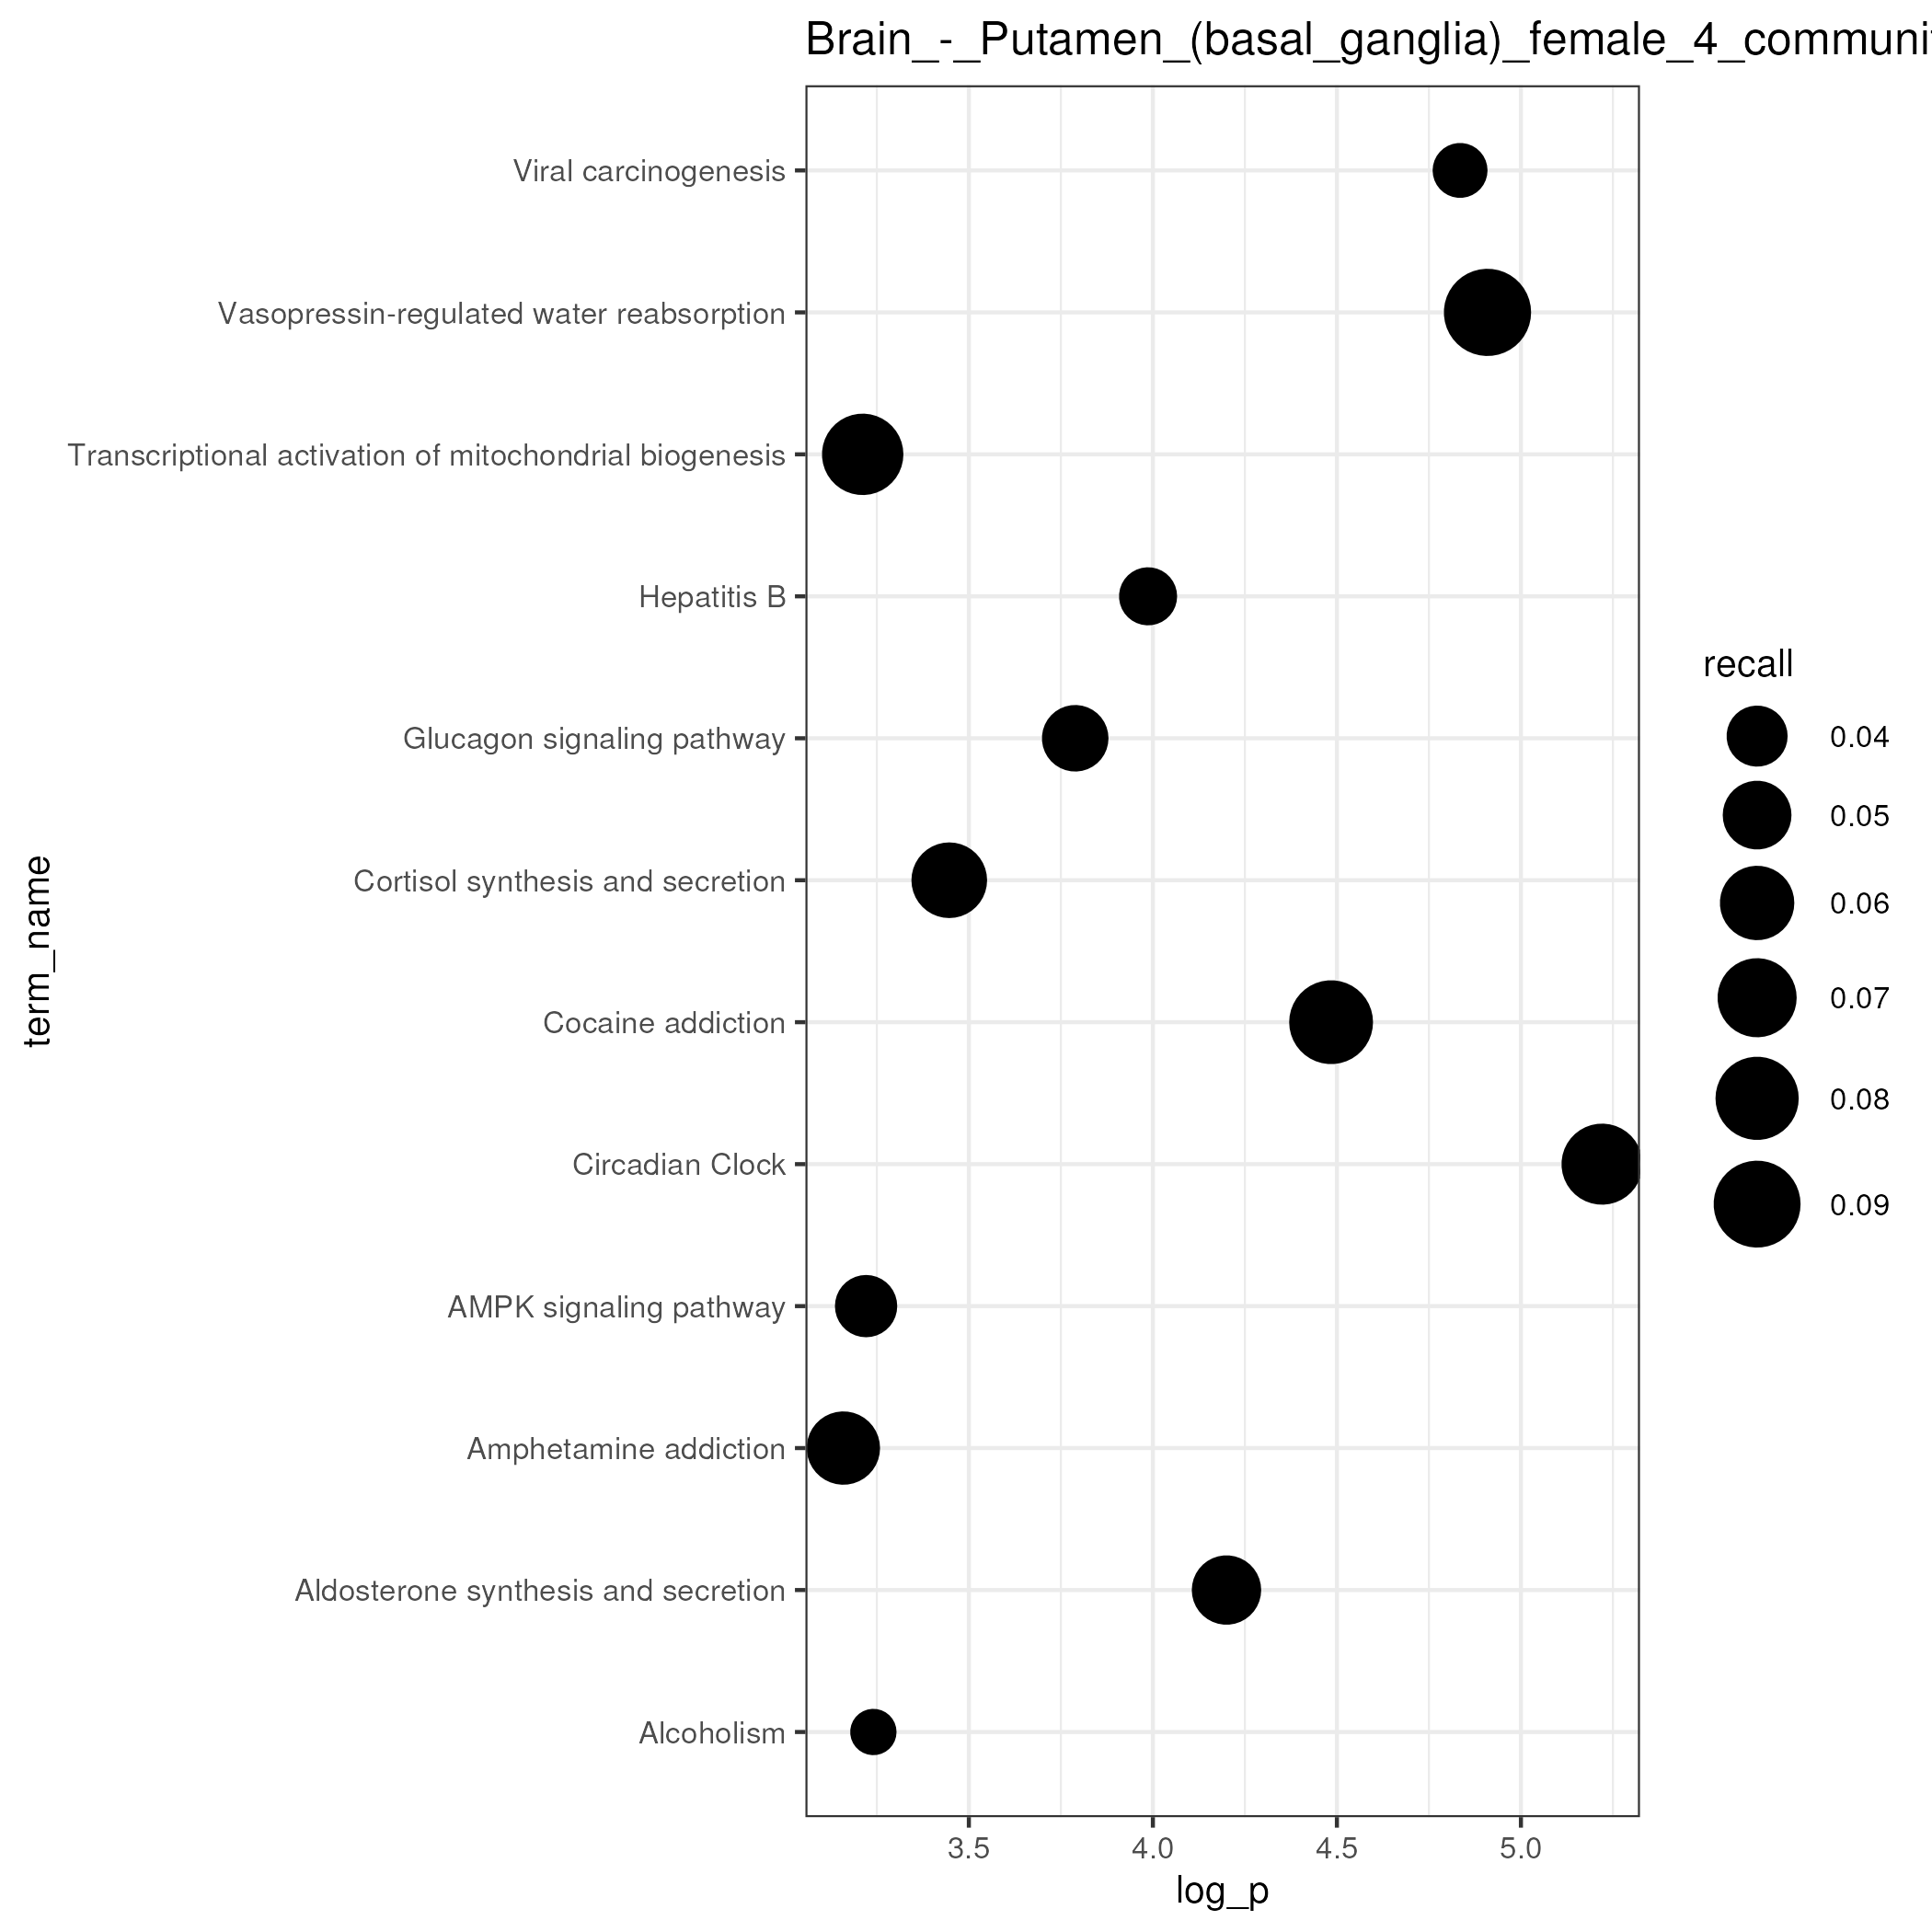 Brain_-_Putamen_(basal_ganglia)_female_4_communi
Viral carcinogenesis
Vasopressin-regulated water reabsorption
Transcriptional activation of mitochondrial biogenesis
Hepatitis B
Glucagon signaling pathway
Cortisol synthesis and secretion
Cocaine addiction
Circadian Clock
AMPK signaling pathway
Amphetamine addiction
Aldosterone synthesis and secretion
Alcoholism
term_name
3.5 4.0 4.5 5.0
log_p
recall
0.04
0.05
0.06
0.07
0.08
0.09